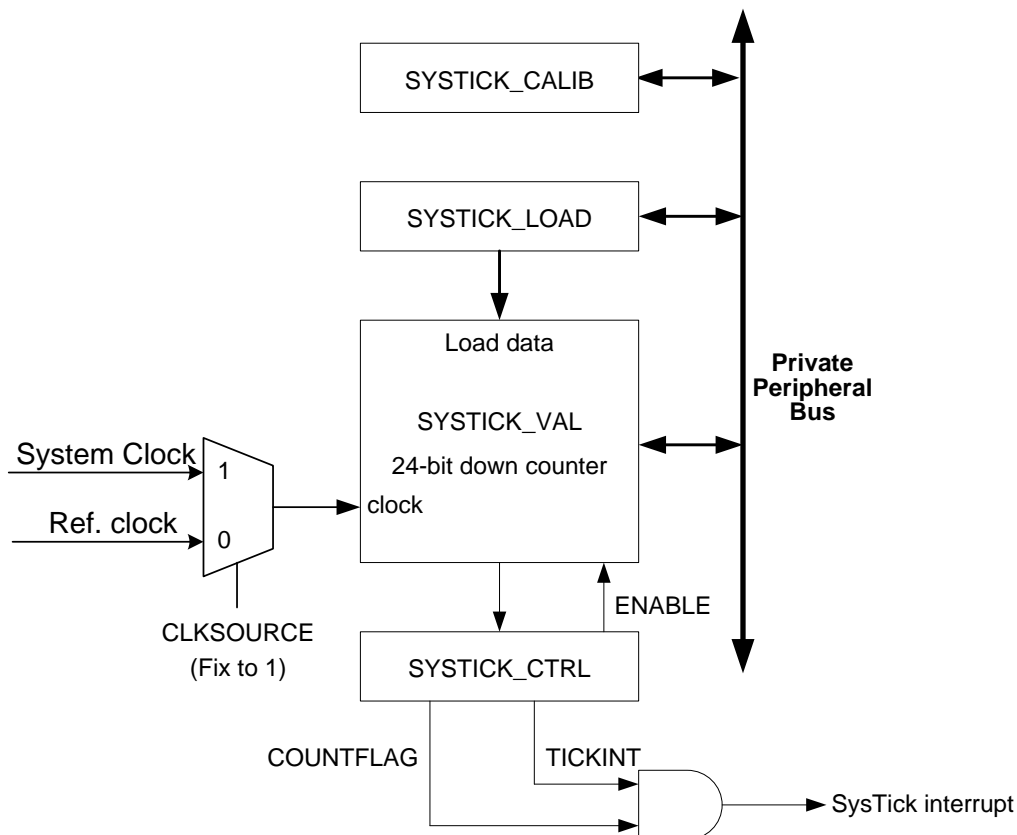 SYSTICK_CALIB
SYSTICK_LOAD
Load data
Private
Peripheral
Bus
SYSTICK_VAL
System Clock
1
24-bit down counter
clock
Ref. clock
0
ENABLE
CLKSOURCE
(Fix to 1)
SYSTICK_CTRL
COUNTFLAG
TICKINT
SysTick interrupt